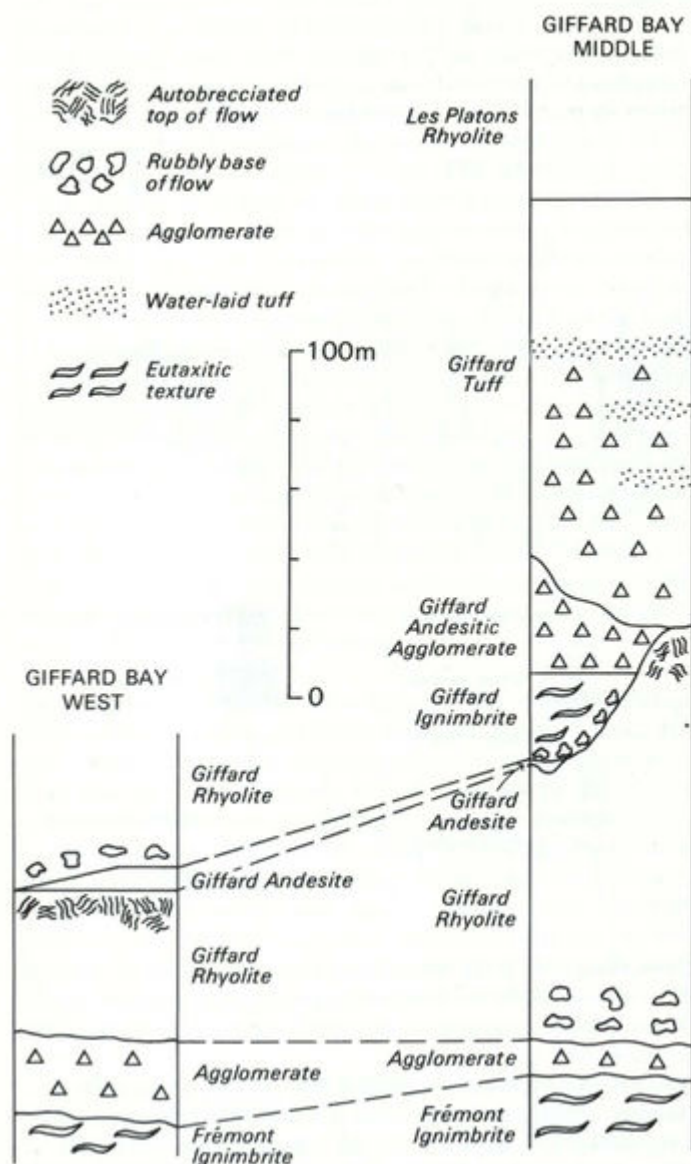 GIFFARD BAY
MIDDLE
Autobrecciated
top of flow
Rubbly base
of flow
Agglomerate
Water-laid tuff
Eutaxitic
texture
100m
0
Les Platons
Rhyolite
Giffard
Tuff
Giffard
Andesitic
Agglomerate
Giffard
Ignimbrite
Giffard
Andesite
Giffard
Rhyolite
Agglomerate
Frémont
Ignimbrite
GIFFARD BAY
WEST
Giffard
Rhyolite
Giffard Andesite
Giffard
Rhyolite
Agglomerate
Frémont
Ignimbrite